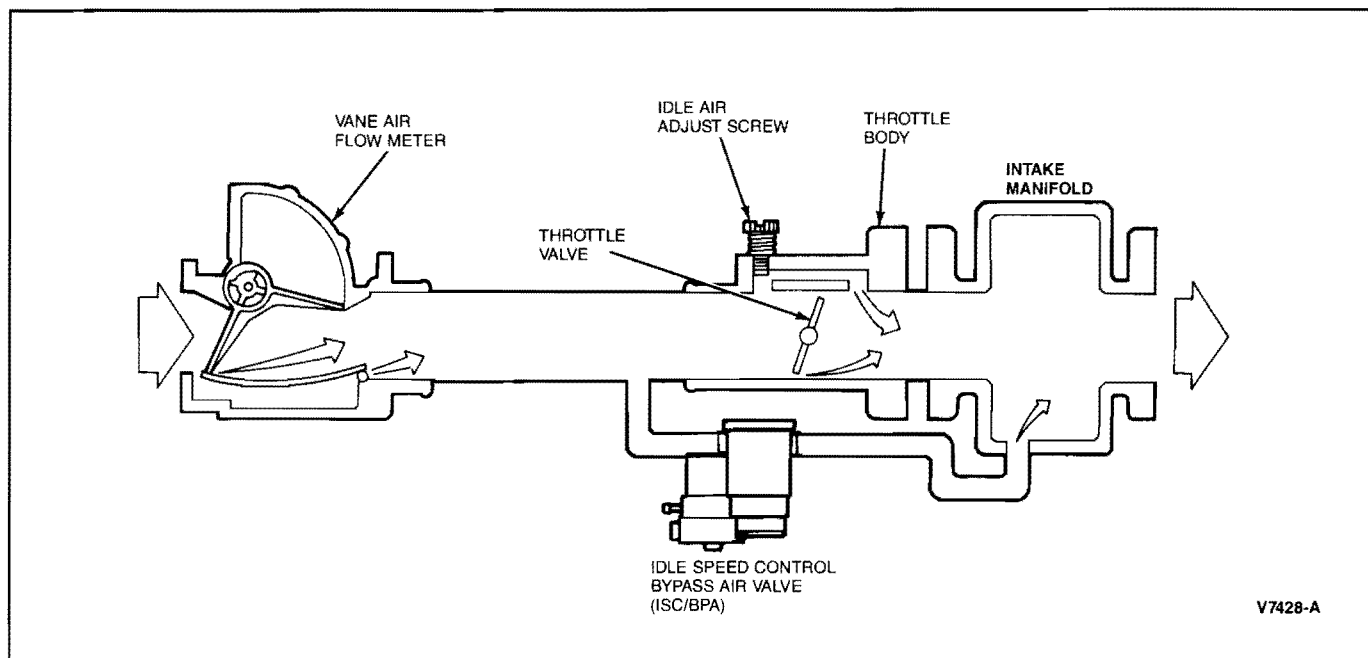 VANE AIR
FLOW METER
IDLE AIR
ADJUST SCREW
THROTTLE
BODY
INTAKE
MANIFOLD
THROTTLE
VALVE
IDLE SPEED CONTROL
BYPASS AIR VALVE
(ISC/BPA)
V7428-A